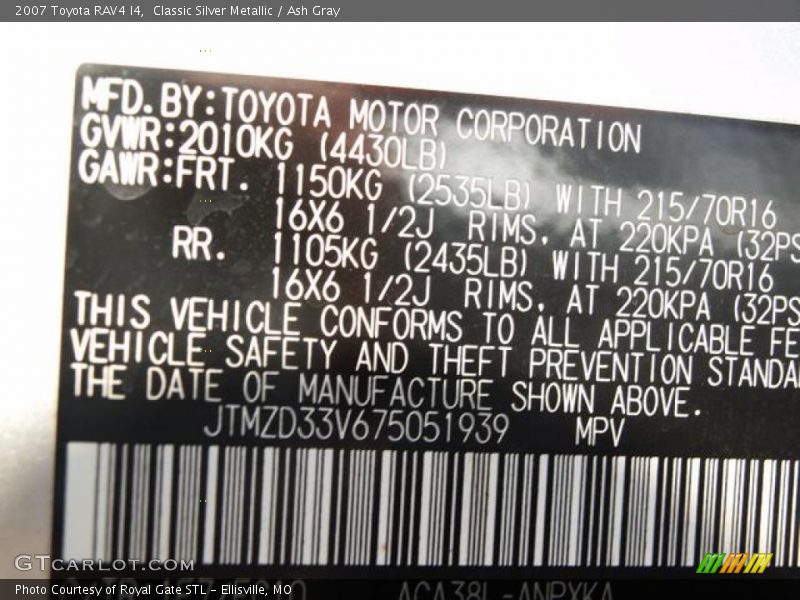 2007 Toyota RAV4 I4,  Classic Silver Metallic / Ash Gray
MFD.BY:TOYOTA MOTOR CORPORATION
GVWR:2010KG (4430LB)
GAWR:FRT. 1150KG (2535LB) WITH 215/70R16
16X6 1/2J RIMS, AT 220KPA (32PS
RR. 1105KG (2435LB) WITH 215/70R16
16X6 1/2J RIMS, AT 220KPA (32PS
THIS VEHICLE CONFORMS TO ALL APPLICABLE FE
VEHICLE SAFETY AND THEFT PREVENTION STANDA
THE DATE OF MANUFACTURE SHOWN ABOVE.
JTMZD33V675051939 MPV
GTCARLOT.COM
Photo Courtesy of Royal Gate STL - Ellisville, MO